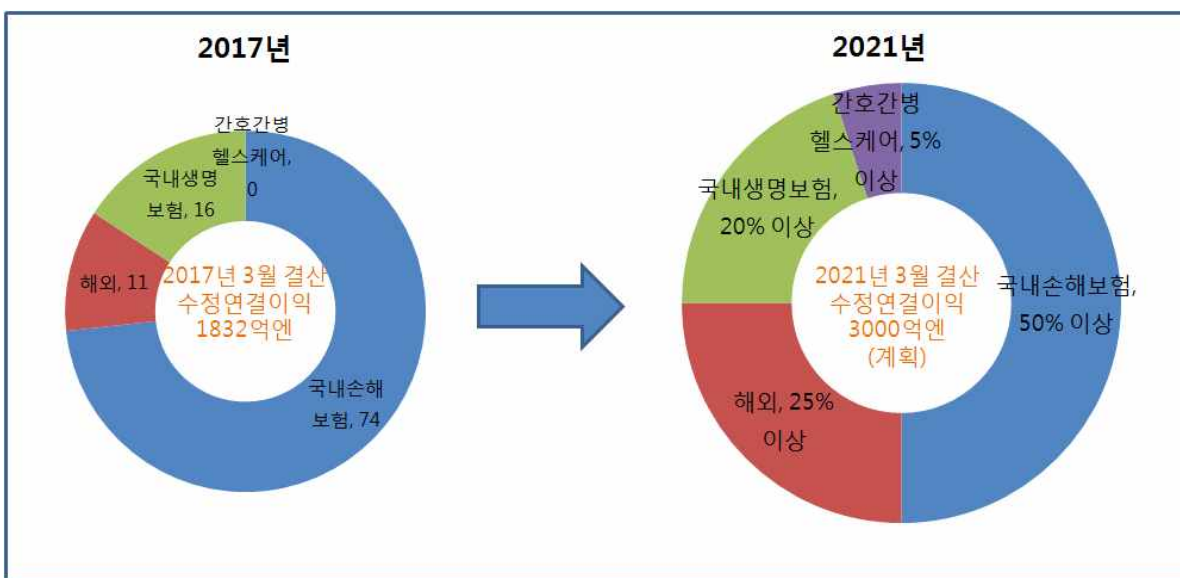 2017년
간호간병
헬스케어,
0
국내생명
보험, 16
해외, 11
2017년 3월 결산
수정연결이익
1832억엔
국내손해
보험, 74
2021년
간호간병
헬스케어, 5%
이상
국내생명보험,
20% 이상
2021년 3월 결산
수정연결이익
3000억엔
(계획)
국내손해보험,
50% 이상
해외, 25%
이상